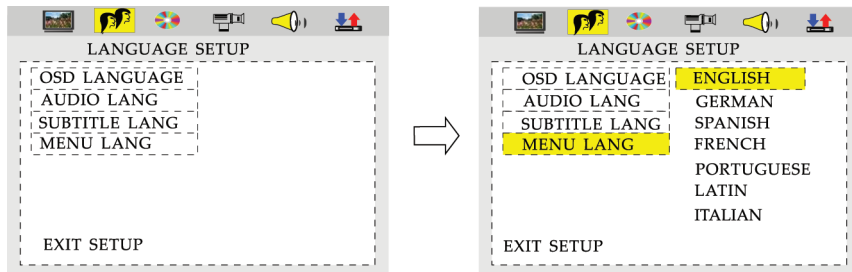 LANGUAGE SETUP
OSD LANGUAGE
AUDIO LANG
SUBTITLE LANG
MENU LANG
EXIT SETUP
LANGUAGE SETUP
OSD LANGUAGE ENGLISH
AUDIO LANG GERMAN
SUBTITLE LANG SPANISH
MENU LANG FRENCH
PORTUGUESE
LATIN
ITALIAN
EXIT SETUP